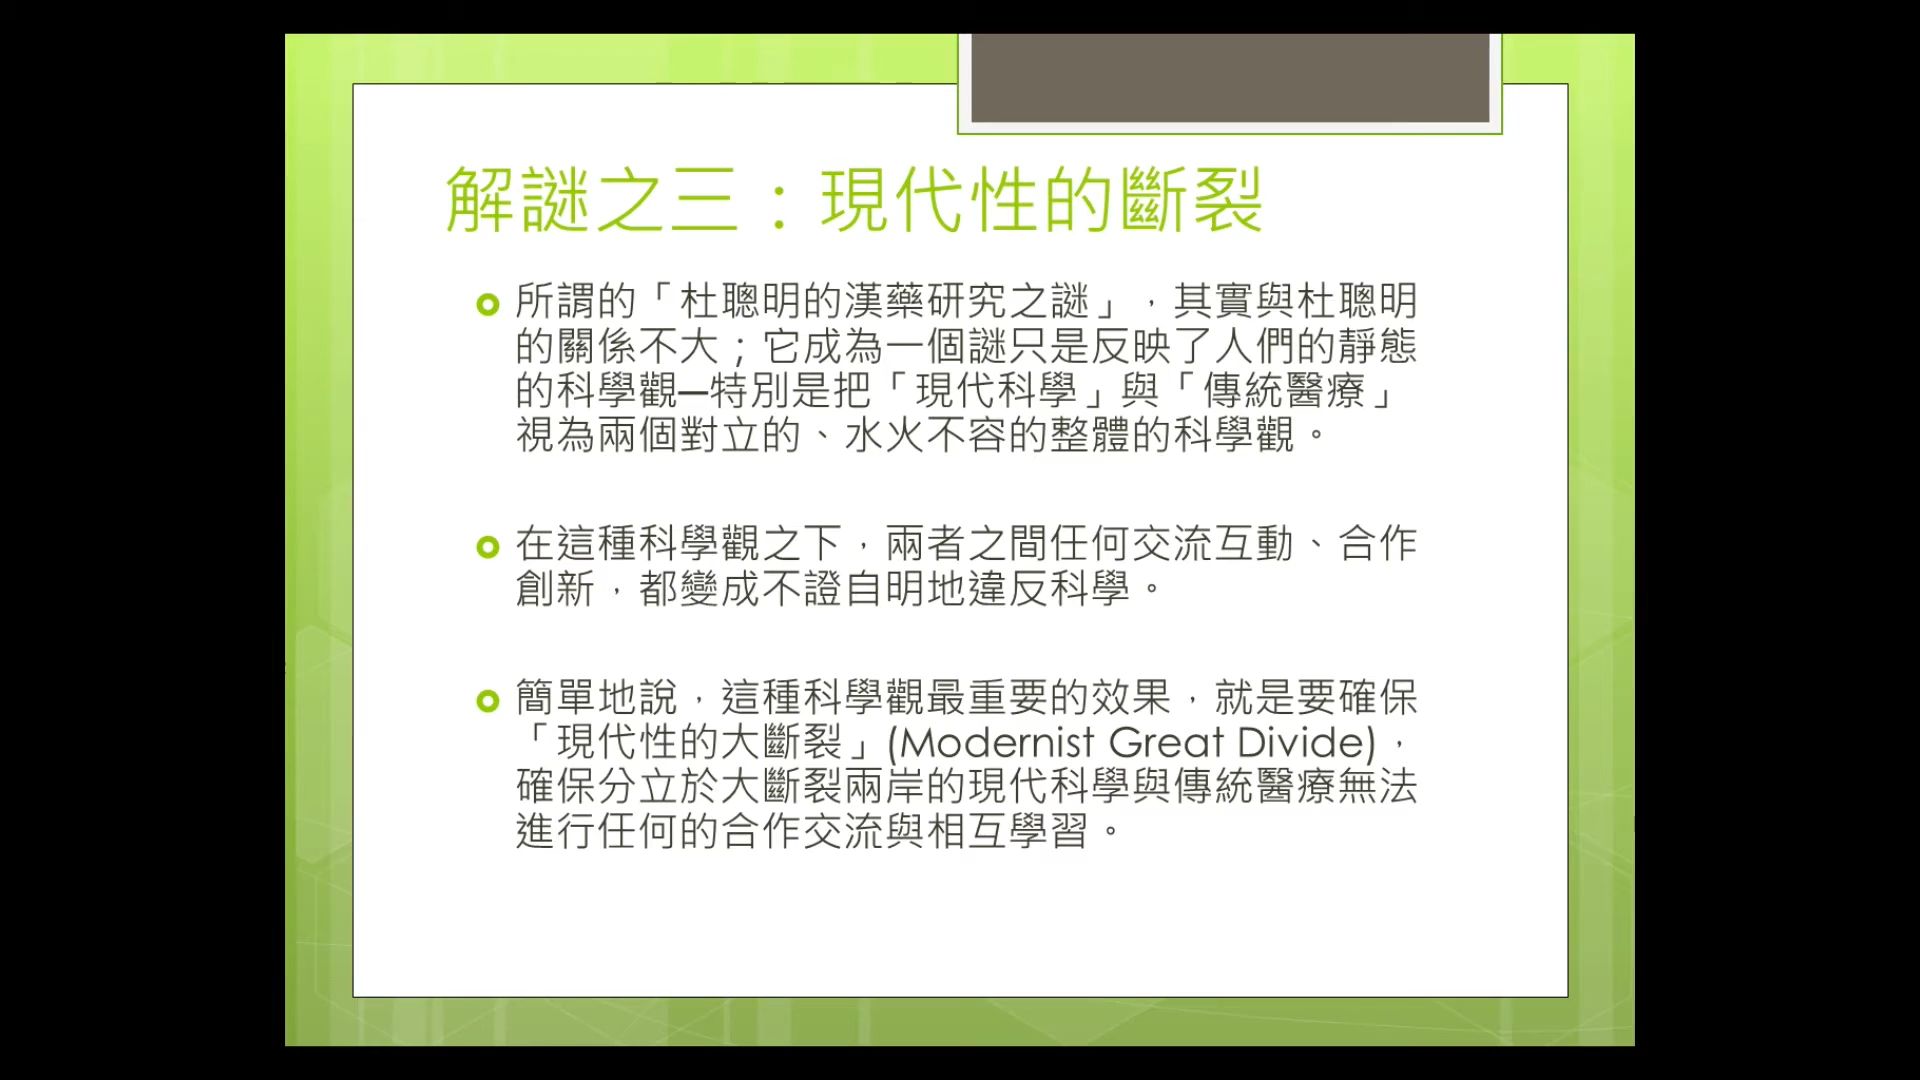 解謎之三：現代性的斷裂
所謂的「杜聰明的漢藥研究之謎」，其實與杜聰明
的關係不大；它成為一個謎只是反映了人們的靜態
的科學觀—特別是把「現代科學」與「傳統醫療」
視為兩個對立的、水火不容的整體的科學觀。
在這種科學觀之下，兩者之間任何交流互動、合作
創新，都變成不證自明地違反科學。
簡單地說，這種科學觀最重要的效果，就是要確保
「現代性的大斷裂」(Modernist Great Divide)，
確保分立於大斷裂兩岸的現代科學與傳統醫療無法
進行任何的合作交流與相互學習。